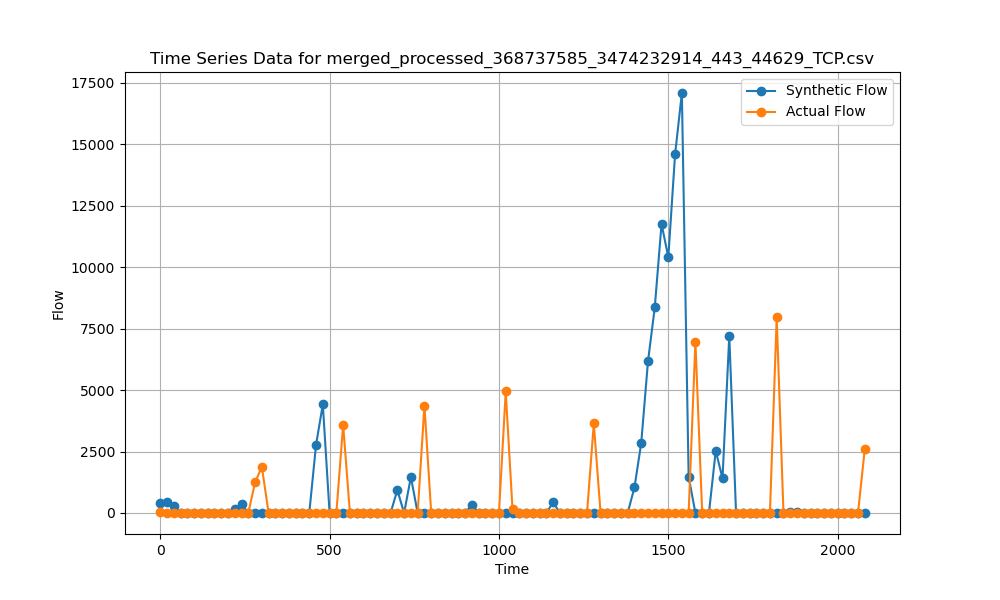 Time Series Data for merged_processed_368737585_3474232914_443_44629_TCP.csv
Synthetic Flow
Actual Flow
17500
15000
12500
10000
7500
5000
2500
0
Flow
0 500 1000 1500 2000
Time